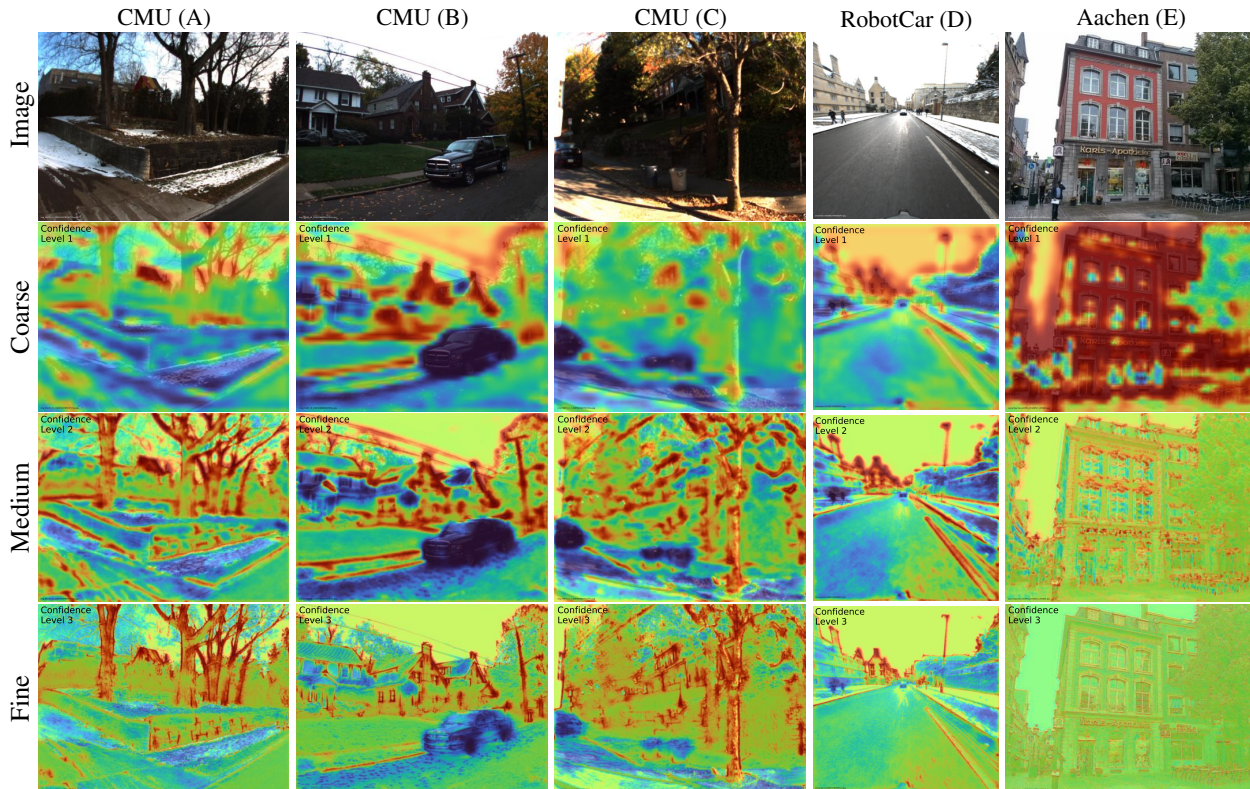 CMU (A)
CMU (B)
CMU (C)
RobotCar (D)
Aachen (E)
Image
Karls-Apotheke
Coarse
Confidence
Level 1
Confidence
Level 1
Confidence
Level 1
Confidence
Level 1
Confidence
Level 1
Medium
Confidence
Level 2
Confidence
Level 2
Confidence
Level 2
Confidence
Level 2
Confidence
Level 2
Fine
Confidence
Level 3
Confidence
Level 3
Confidence
Level 3
Confidence
Level 3
Confidence
Level 3